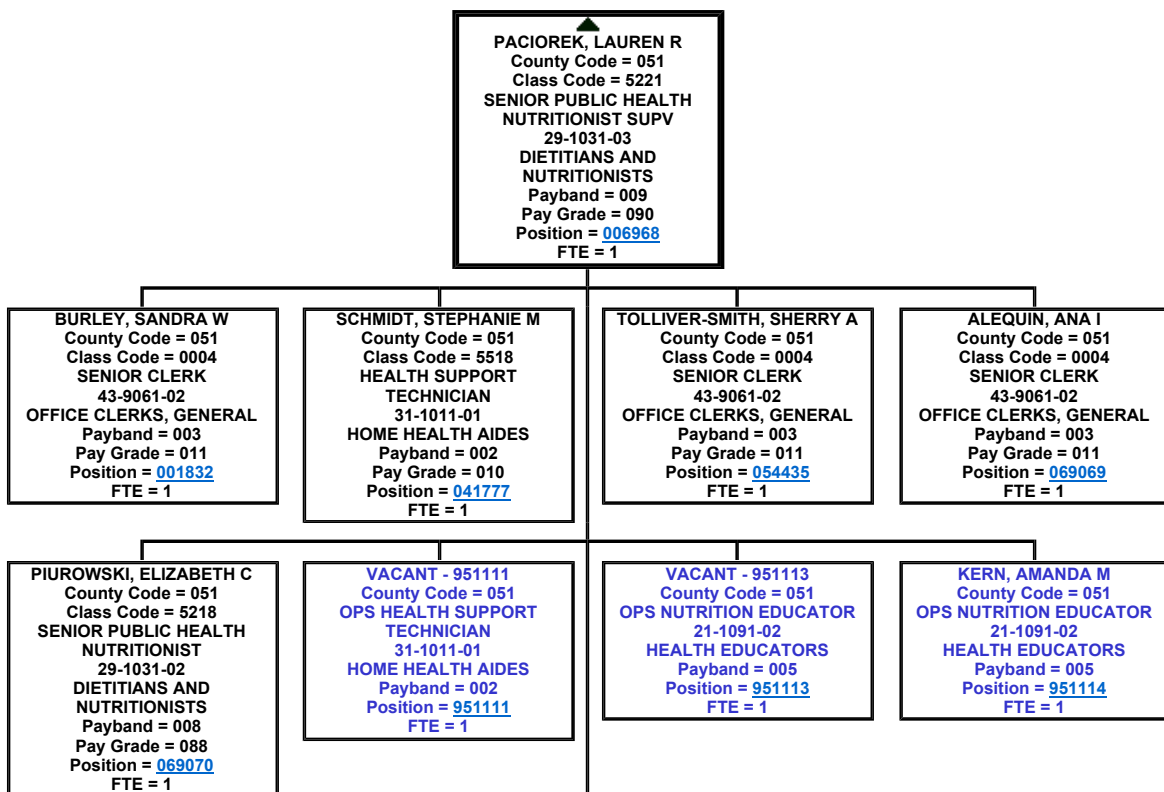 PACIOREK, LAUREN R
County Code = 051
Class Code = 5221
SENIOR PUBLIC HEALTH
NUTRITIONIST SUPV
29-1031-03
DIETITIANS AND
NUTRITIONISTS
Payband = 009
Pay Grade = 090
Position = 006968
FTE = 1
BURLEY, SANDRA W
County Code = 051
Class Code = 0004
SENIOR CLERK
43-9061-02
OFFICE CLERKS, GENERAL
Payband = 003
Pay Grade = 011
Position = 001832
FTE = 1
SCHMIDT, STEPHANIE M
County Code = 051
Class Code = 5518
HEALTH SUPPORT
TECHNICIAN
31-1011-01
HOME HEALTH AIDES
Payband = 002
Pay Grade = 010
Position = 041777
FTE = 1
TOLLIVER-SMITH, SHERRY A
County Code = 051
Class Code = 0004
SENIOR CLERK
43-9061-02
OFFICE CLERKS, GENERAL
Payband = 003
Pay Grade = 011
Position = 054435
FTE = 1
ALEQUIN, ANA I
County Code = 051
Class Code = 0004
SENIOR CLERK
43-9061-02
OFFICE CLERKS, GENERAL
Payband = 003
Pay Grade = 011
Position = 069069
FTE = 1
PIUROWSKI, ELIZABETH C
County Code = 051
Class Code = 5218
SENIOR PUBLIC HEALTH
NUTRITIONIST
29-1031-02
DIETITIANS AND
NUTRITIONISTS
Payband = 008
Pay Grade = 088
Position = 069070
FTE = 1
VACANT - 951111
County Code = 051
OPS HEALTH SUPPORT
TECHNICIAN
31-1011-01
HOME HEALTH AIDES
Payband = 002
Position = 951111
FTE = 1
VACANT - 951113
County Code = 051
OPS NUTRITION EDUCATOR
21-1091-02
HEALTH EDUCATORS
Payband = 005
Position = 951113
FTE = 1
KERN, AMANDA M
County Code = 051
OPS NUTRITION EDUCATOR
21-1091-02
HEALTH EDUCATORS
Payband = 005
Position = 951114
FTE = 1